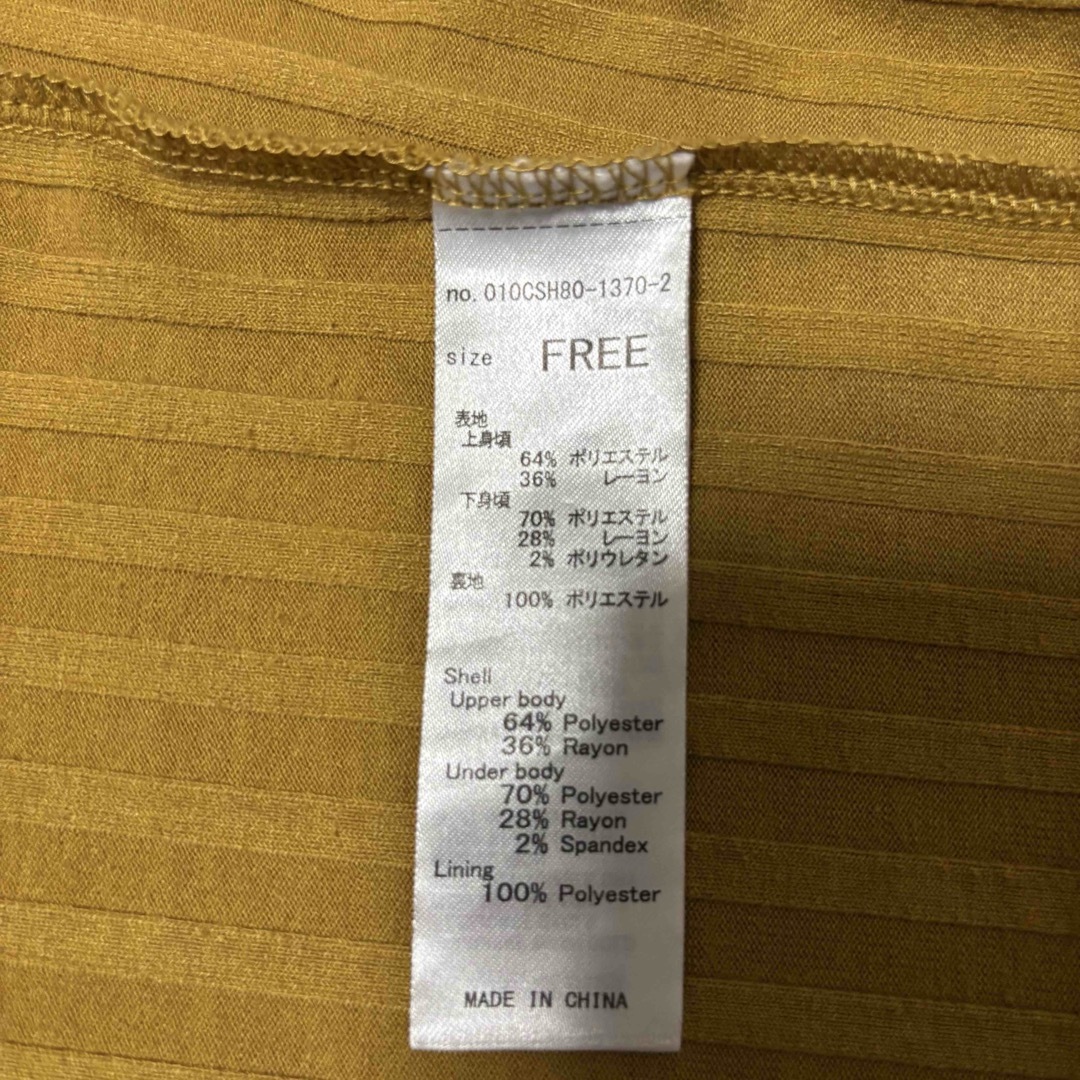 no. 010CSH80-1370-2
size FREE
表地
上身頃
64% ポリエステル
36% レーヨン
下身頃
70% ポリエステル
28% レーヨン
2% ポリウレタン
裏地
100% ポリエステル
Shell
Upper body
64% Polyester
36% Rayon
Under body
70% Polyester
28% Rayon
2% Spandex
Lining
100% Polyester
MADE IN CHINA